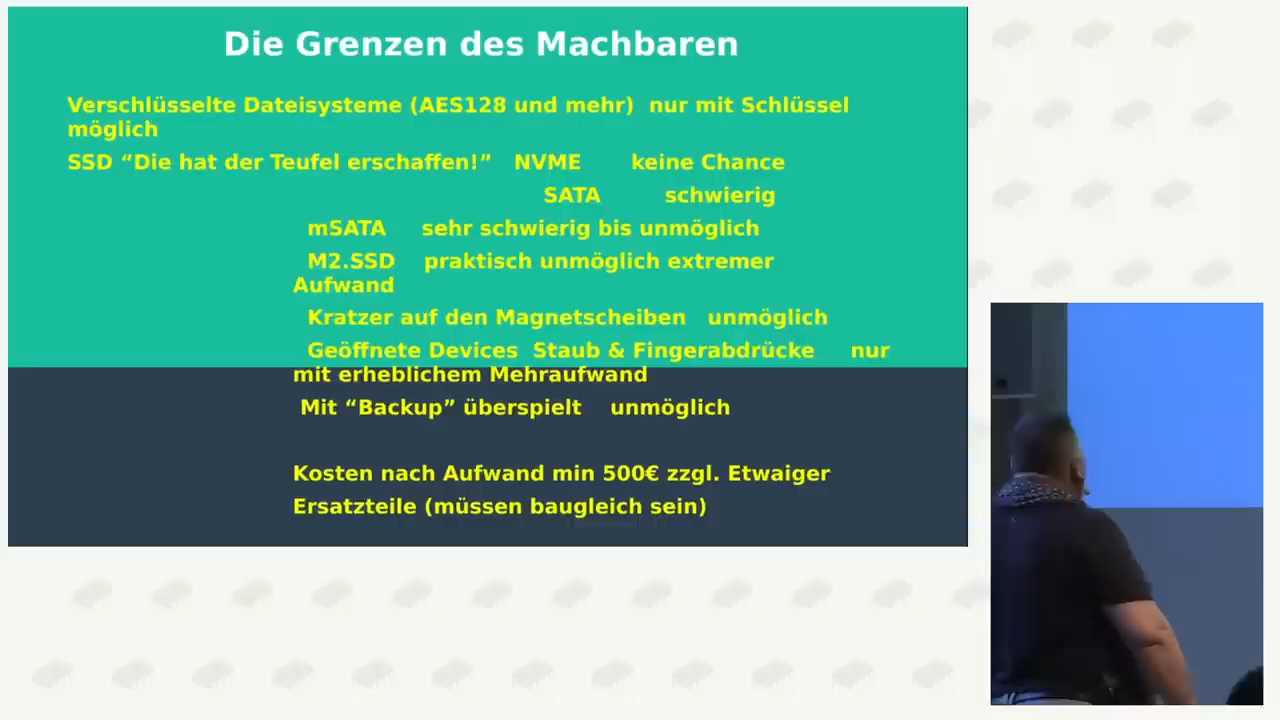 Die Grenzen des Machbaren
Verschlüsselte Dateisysteme (AES128 und mehr) nur mit Schlüssel
möglich
SSD “Die hat der Teufel erschaffen!” NVME keine Chance
SATA schwierig
mSATA sehr schwierig bis unmöglich
M2.SSD praktisch unmöglich extremer
Aufwand
Kratzer auf den Magnetscheiben unmöglich
Geöffnete Devices Staub & Fingerabdrücke nur
mit erheblichem Mehraufwand
Mit “Backup” überspielt unmöglich
Kosten nach Aufwand min 500€ zzgl. Etwaiger
Ersatzteile (müssen baugleich sein)